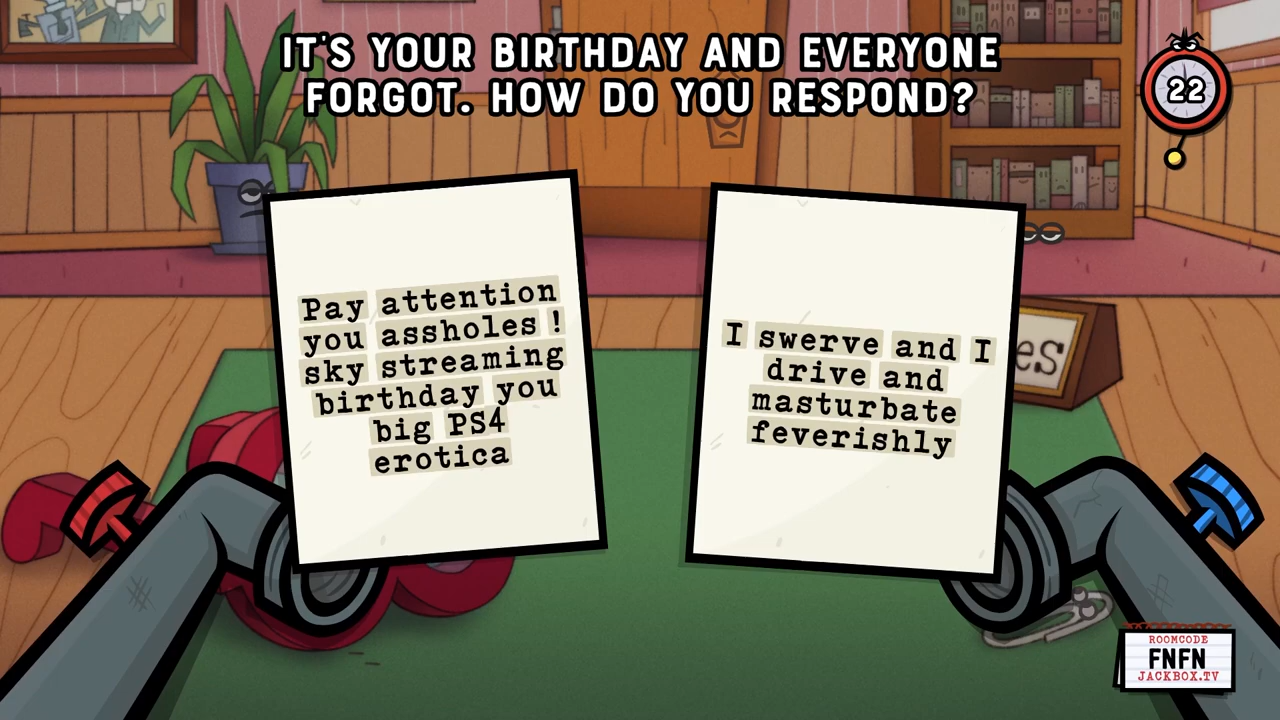 IT'S YOUR BIRTHDAY AND EVERYONE
FORGOT. HOW DO YOU RESPOND?
22
Pay attention
you assholes !
sky streaming
birthday you
big PS4
erotica
I swerve and I
drive and
masturbate
feverishly
es
ROOMCODE
FNFN
JACKBOX.TV